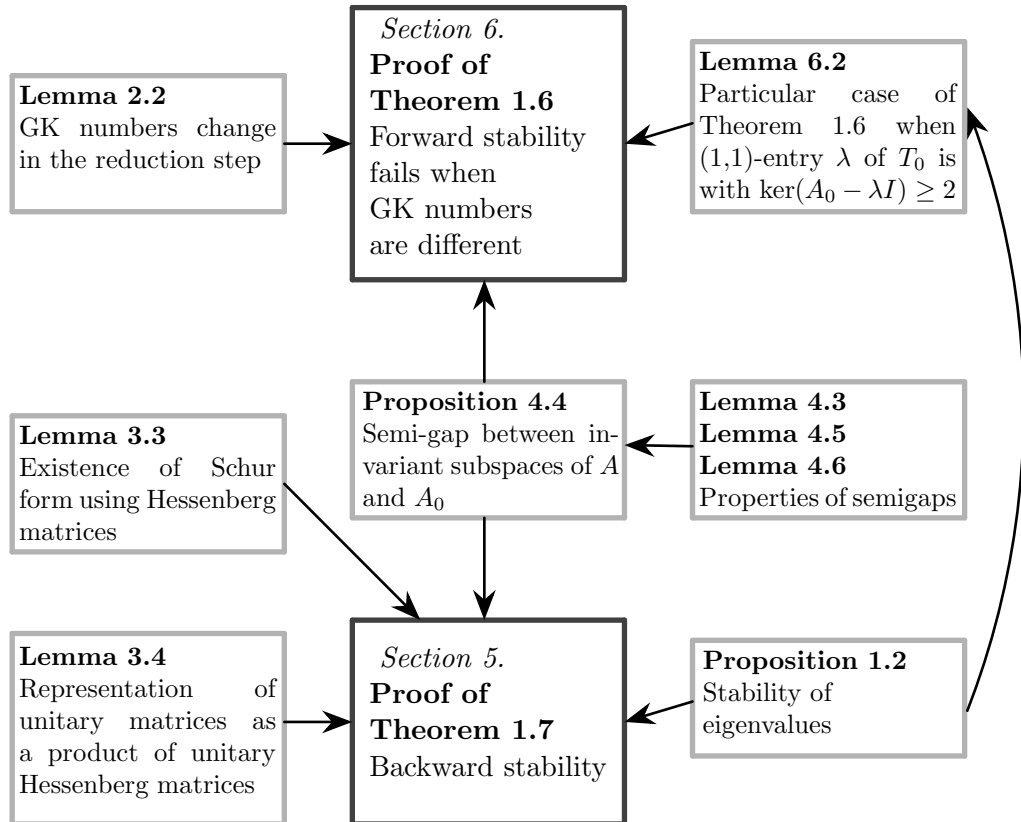 Section 6.
Proof of
Theorem 1.6
Forward stability
fails when
GK numbers
are different
Lemma 2.2
GK numbers change
in the reduction step
Lemma 6.2
Particular case of
Theorem 1.6 when
(1,1)-entry λ of T₀ is
with ker(A₀ − λI) ≥ 2
Lemma 3.3
Existence of Schur
form using Hessenberg
matrices
Proposition 4.4
Semi-gap between in-
variant subspaces of A
and A₀
Lemma 4.3
Lemma 4.5
Lemma 4.6
Properties of semigaps
Lemma 3.4
Representation of
unitary matrices as
a product of unitary
Hessenberg matrices
Section 5.
Proof of
Theorem 1.7
Backward stability
Proposition 1.2
Stability of
eigenvalues